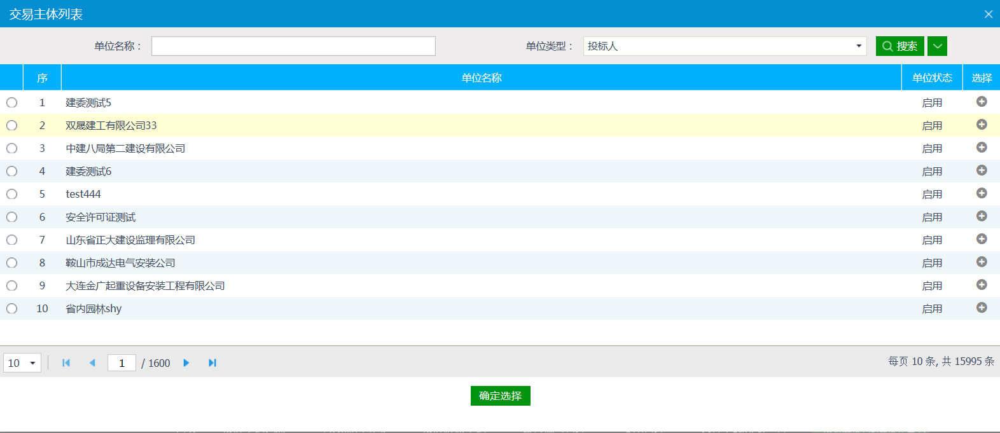 交易主体列表
单位名称： 单位类型： 投标人 搜索
序 单位名称 单位状态 选择
1 建委测试5 启用
2 双晟建工有限公司33 启用
3 中建八局第二建设有限公司 启用
4 建委测试6 启用
5 test444 启用
6 安全许可证测试 启用
7 山东省正大建设监理有限公司 启用
8 鞍山市成达电气安装公司 启用
9 大连金广起重设备安装工程有限公司 启用
10 省内园林shy 启用
10 1 / 1600 每页 10 条, 共 15995 条
确定选择